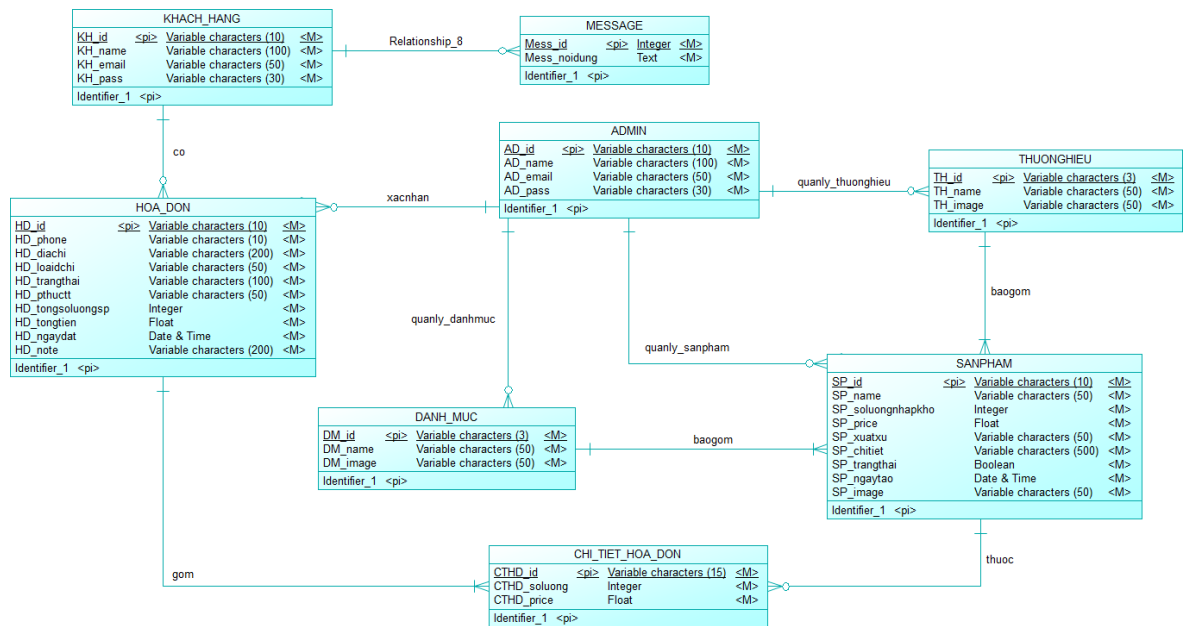 KHACH_HANG
KH_id <pi> Variable characters (10) <M>
KH_name Variable characters (100) <M>
KH_email Variable characters (50) <M>
KH_pass Variable characters (30) <M>
Identifier_1 <pi>
Relationship_8
MESSAGE
Mess_id <pi> Integer <M>
Mess_noidung Text <M>
Identifier_1 <pi>
co
ADMIN
AD_id <pi> Variable characters (10) <M>
AD_name Variable characters (100) <M>
AD_email Variable characters (50) <M>
AD_pass Variable characters (30) <M>
Identifier_1 <pi>
xacnhan
quanly_thuonghieu
THUONGHIEU
TH_id <pi> Variable characters (3) <M>
TH_name Variable characters (50) <M>
TH_image Variable characters (50) <M>
Identifier_1 <pi>
HOA_DON
HD_id <pi> Variable characters (10) <M>
HD_phone Variable characters (10) <M>
HD_diachi Variable characters (200) <M>
HD_loaidchi Variable characters (50) <M>
HD_trangthai Variable characters (100) <M>
HD_pthuctt Variable characters (50) <M>
HD_tongsoluongsp Integer <M>
HD_tongtien Float <M>
HD_ngaydat Date & Time <M>
HD_note Variable characters (200) <M>
Identifier_1 <pi>
quanly_danhmuc
quanly_sanpham
baogom
DANH_MUC
DM_id <pi> Variable characters (3) <M>
DM_name Variable characters (50) <M>
DM_image Variable characters (50) <M>
Identifier_1 <pi>
baogom
SANPHAM
SP_id <pi> Variable characters (10) <M>
SP_name Variable characters (50) <M>
SP_soluongnhapkho Integer <M>
SP_price Float <M>
SP_xuatxu Variable characters (50) <M>
SP_chitiet Variable characters (500) <M>
SP_trangthai Boolean <M>
SP_ngaytao Date & Time <M>
SP_image Variable characters (50) <M>
Identifier_1 <pi>
gom
CHI_TIET_HOA_DON
CTHD_id <pi> Variable characters (15) <M>
CTHD_soluong Integer <M>
CTHD_price Float <M>
Identifier_1 <pi>
thuoc